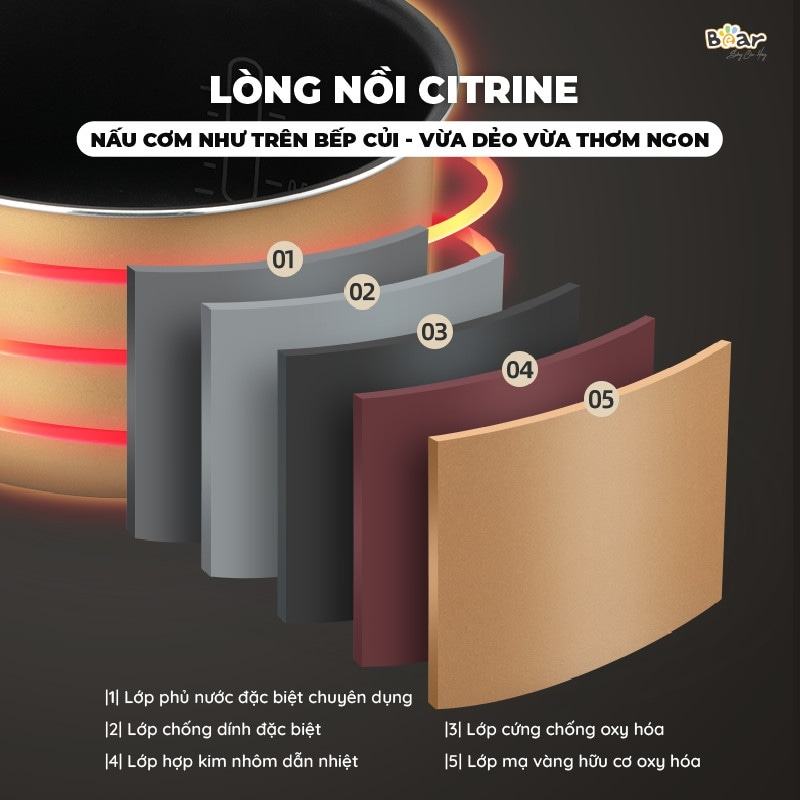 Bear
LÒNG NỒI CITRINE
NẤU CƠM NHƯ TRÊN BẾP CỦI - VỪA DẺO VỪA THƠM NGON
01
02
03
04
05
|1| Lớp phủ nước đặc biệt chuyên dụng
|2| Lớp chống dính đặc biệt
|3| Lớp cứng chống oxy hóa
|4| Lớp hợp kim nhôm dẫn nhiệt
|5| Lớp mạ vàng hữu cơ oxy hóa